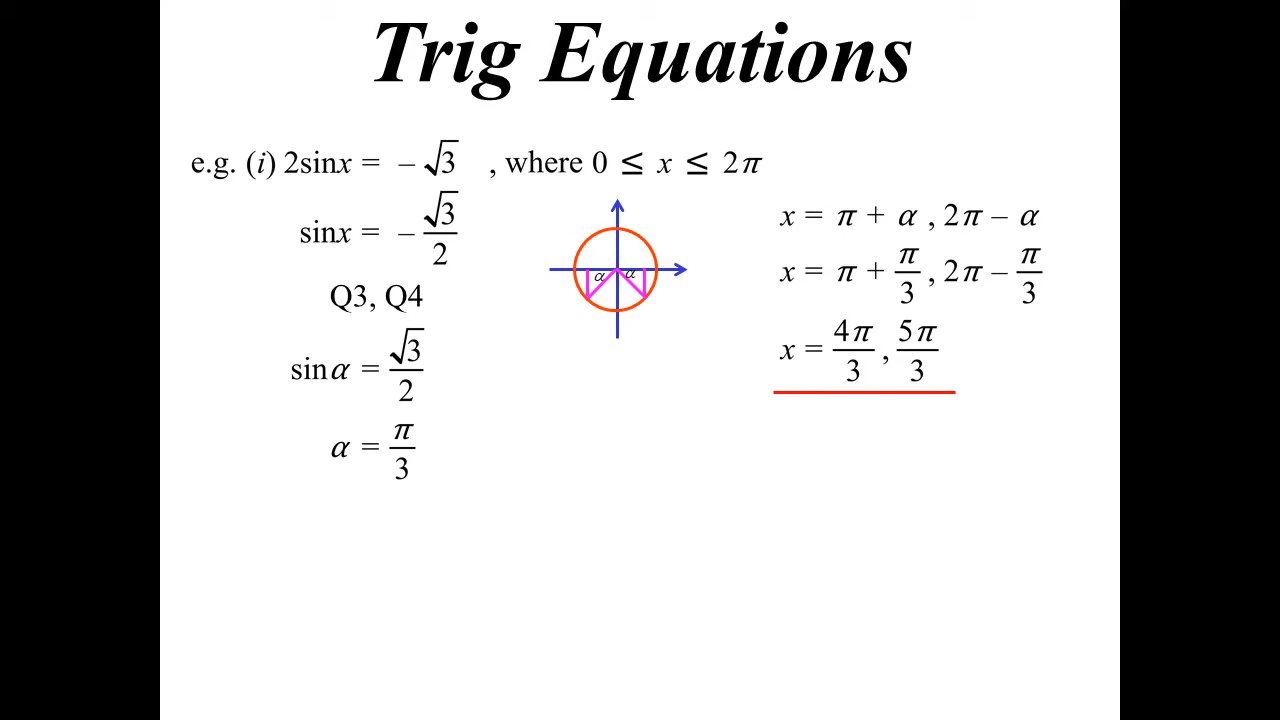 Trig Equations
e.g. (i) 2sinx = –√3 , where 0 ≤ x ≤ 2π
sinx = –√3/2
Q3, Q4
sinα = √3/2
α = π/3
α α
x = π + α , 2π – α
x = π + π/3 , 2π – π/3
x = 4π/3 , 5π/3